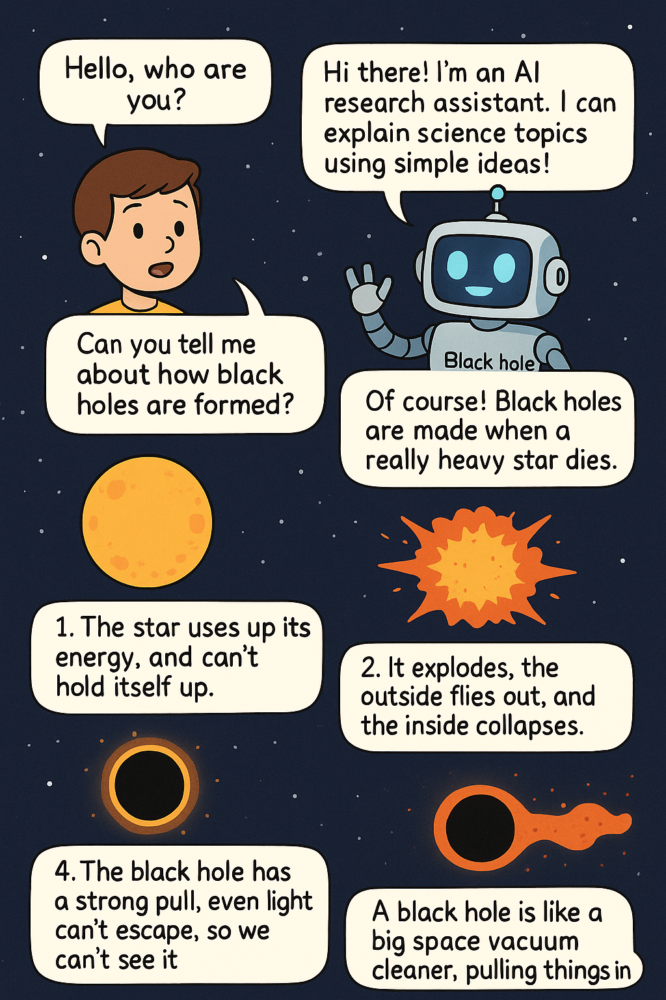 Hello, who are
you?
Hi there! I'm an AI
research assistant. I can
explain science topics
using simple ideas!
Can you tell me
about how black
holes are formed?
Black hole
Of course! Black holes
are made when a
really heavy star dies.
1. The star uses up its
energy, and can't
hold itself up.
2. It explodes, the
outside flies out, and
the inside collapses.
4. The black hole has
a strong pull, even light
can't escape, so we
can't see it
A black hole is like a
big space vacuum
cleaner, pulling things in